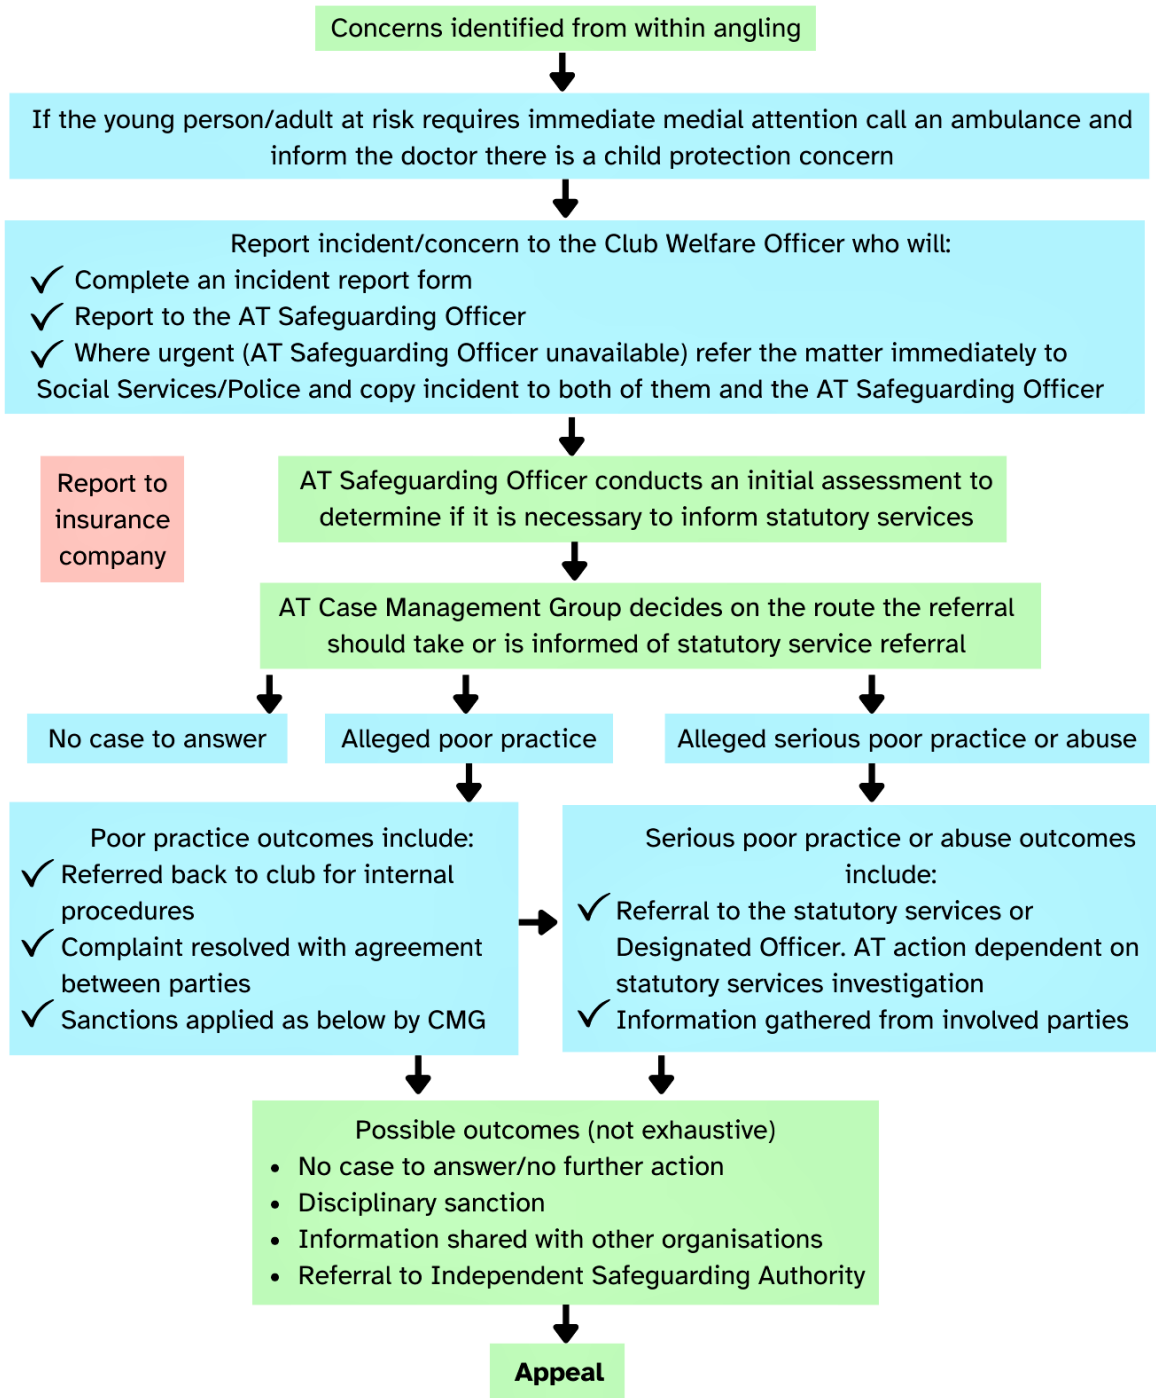 Concerns identified from within angling
If the young person/adult at risk requires immediate medial attention call an ambulance and
inform the doctor there is a child protection concern
Report incident/concern to the Club Welfare Officer who will:
✓ Complete an incident report form
✓ Report to the AT Safeguarding Officer
✓ Where urgent (AT Safeguarding Officer unavailable) refer the matter immediately to
Social Services/Police and copy incident to both of them and the AT Safeguarding Officer
Report to
insurance
company
AT Safeguarding Officer conducts an initial assessment to
determine if it is necessary to inform statutory services
AT Case Management Group decides on the route the referral
should take or is informed of statutory service referral
No case to answer
Alleged poor practice
Alleged serious poor practice or abuse
Poor practice outcomes include:
✓ Referred back to club for internal
procedures
✓ Complaint resolved with agreement
between parties
✓ Sanctions applied as below by CMG
Serious poor practice or abuse outcomes
include:
✓ Referral to the statutory services or
Designated Officer. AT action dependent on
statutory services investigation
✓ Information gathered from involved parties
Possible outcomes (not exhaustive)
• No case to answer/no further action
• Disciplinary sanction
• Information shared with other organisations
• Referral to Independent Safeguarding Authority
Appeal